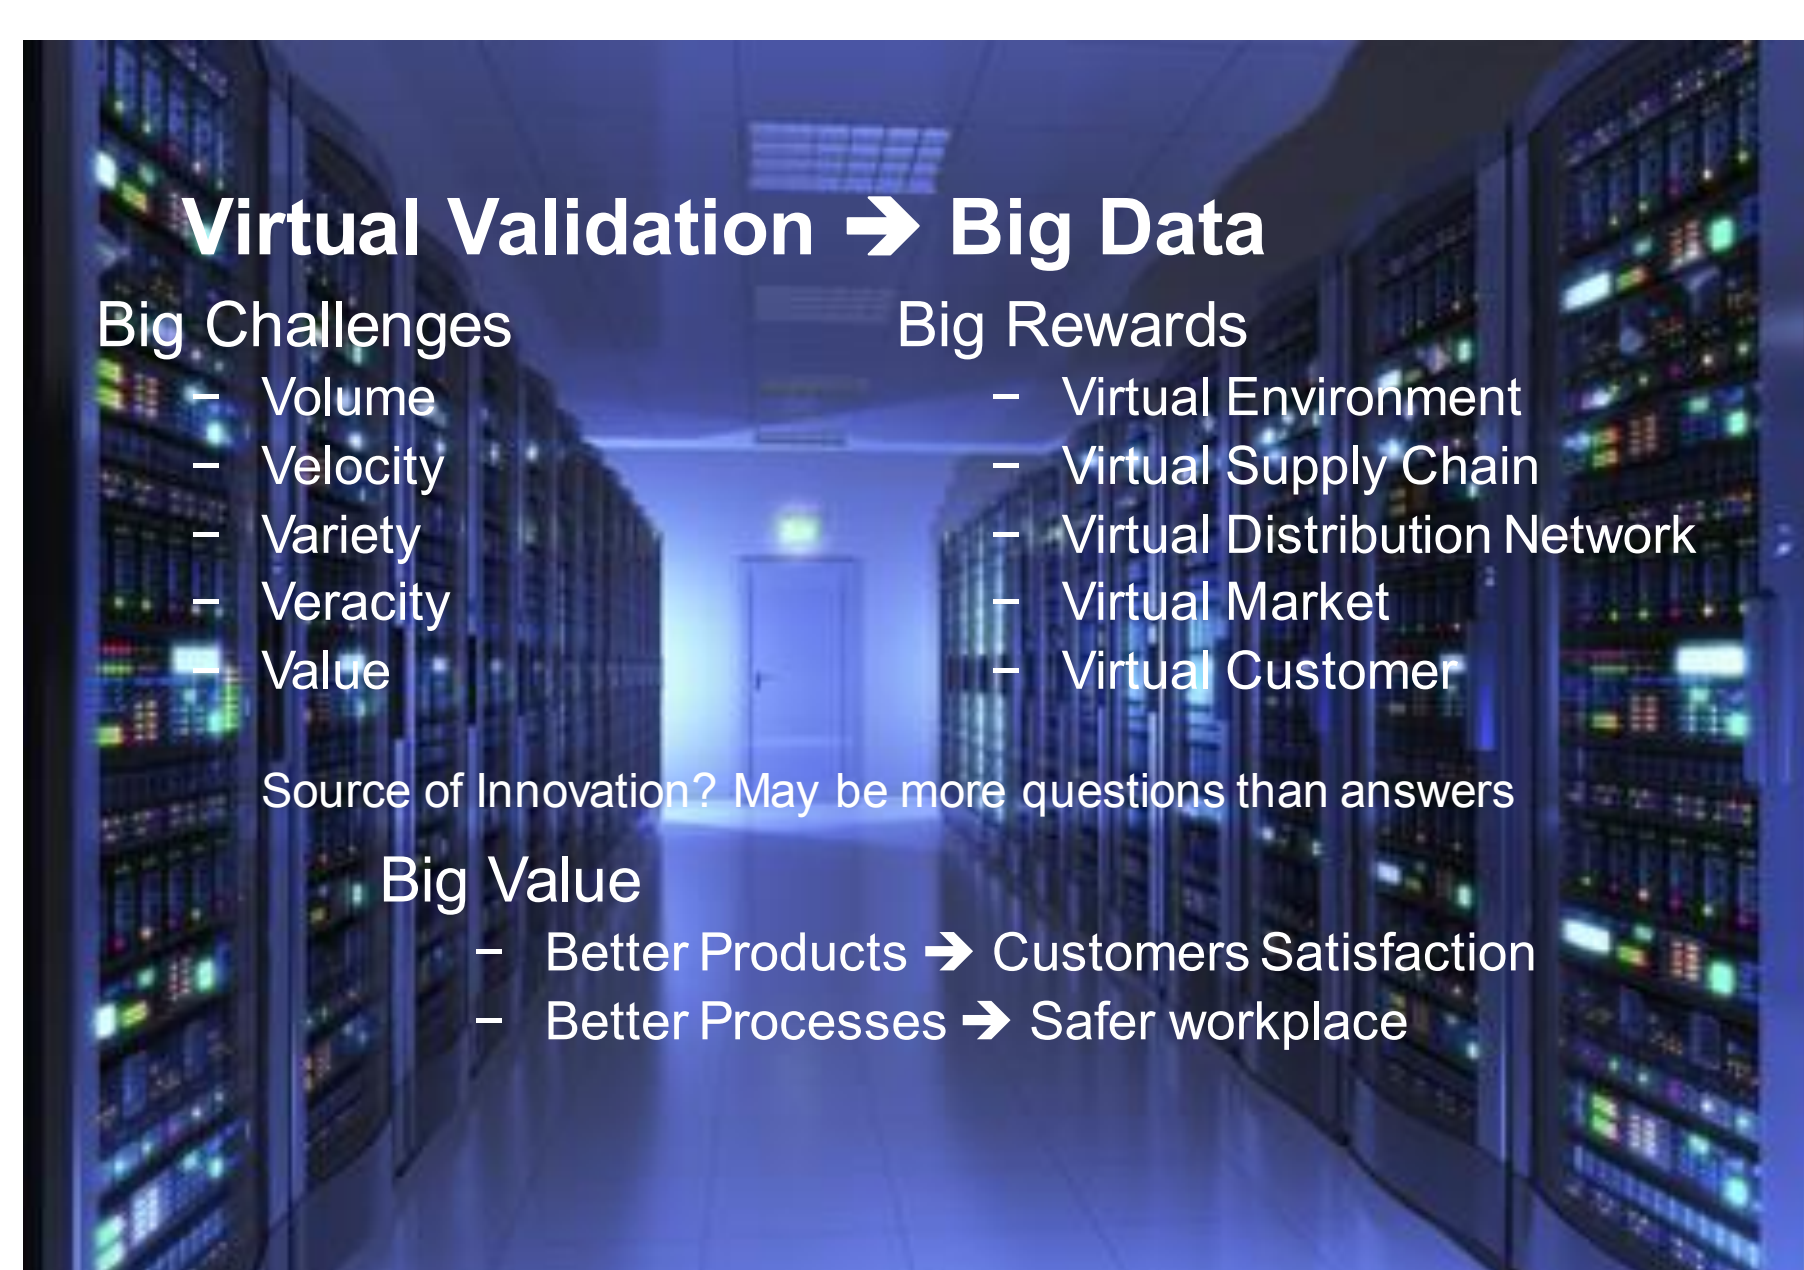 Virtual Validation ➔ Big Data
Big Challenges
– Volume
– Velocity
– Variety
– Veracity
– Value
Big Rewards
– Virtual Environment
– Virtual Supply Chain
– Virtual Distribution Network
– Virtual Market
– Virtual Customer
Source of Innovation? May be more questions than answers
Big Value
– Better Products ➔ Customers Satisfaction
– Better Processes ➔ Safer workplace